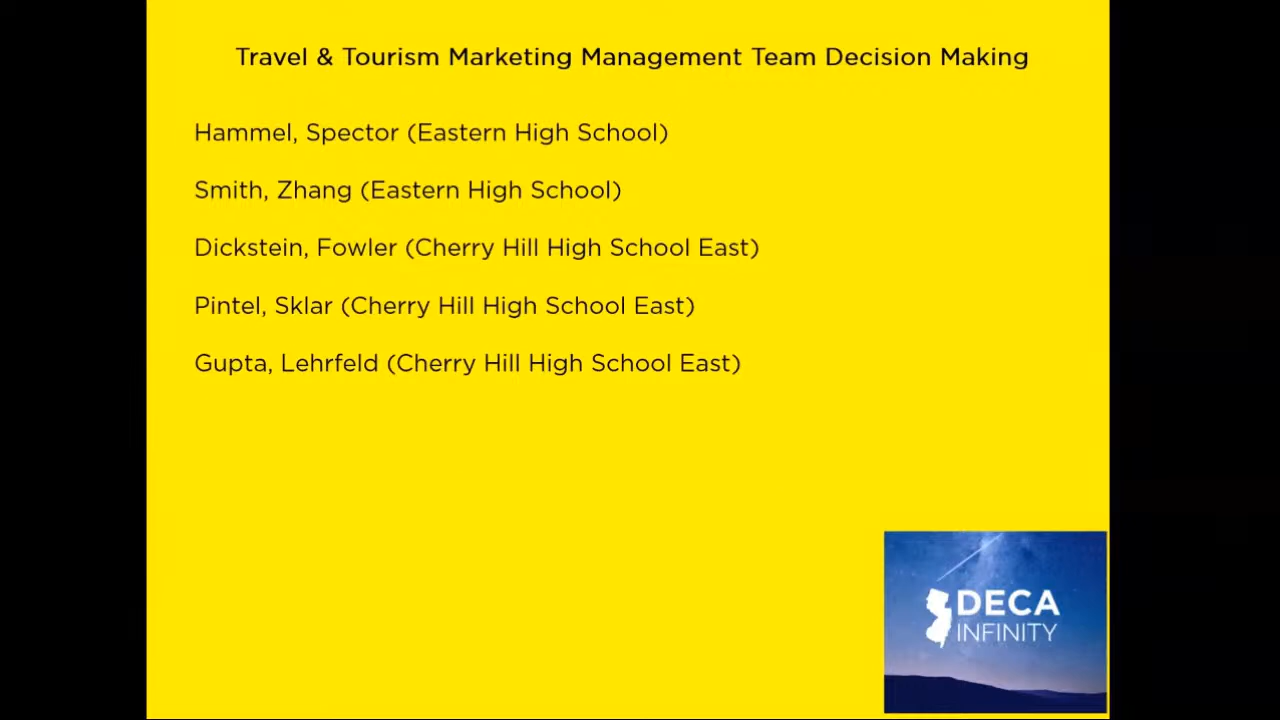 Travel & Tourism Marketing Management Team Decision Making
Hammel, Spector (Eastern High School)
Smith, Zhang (Eastern High School)
Dickstein, Fowler (Cherry Hill High School East)
Pintel, Sklar (Cherry Hill High School East)
Gupta, Lehrfeld (Cherry Hill High School East)
DECA
INFINITY